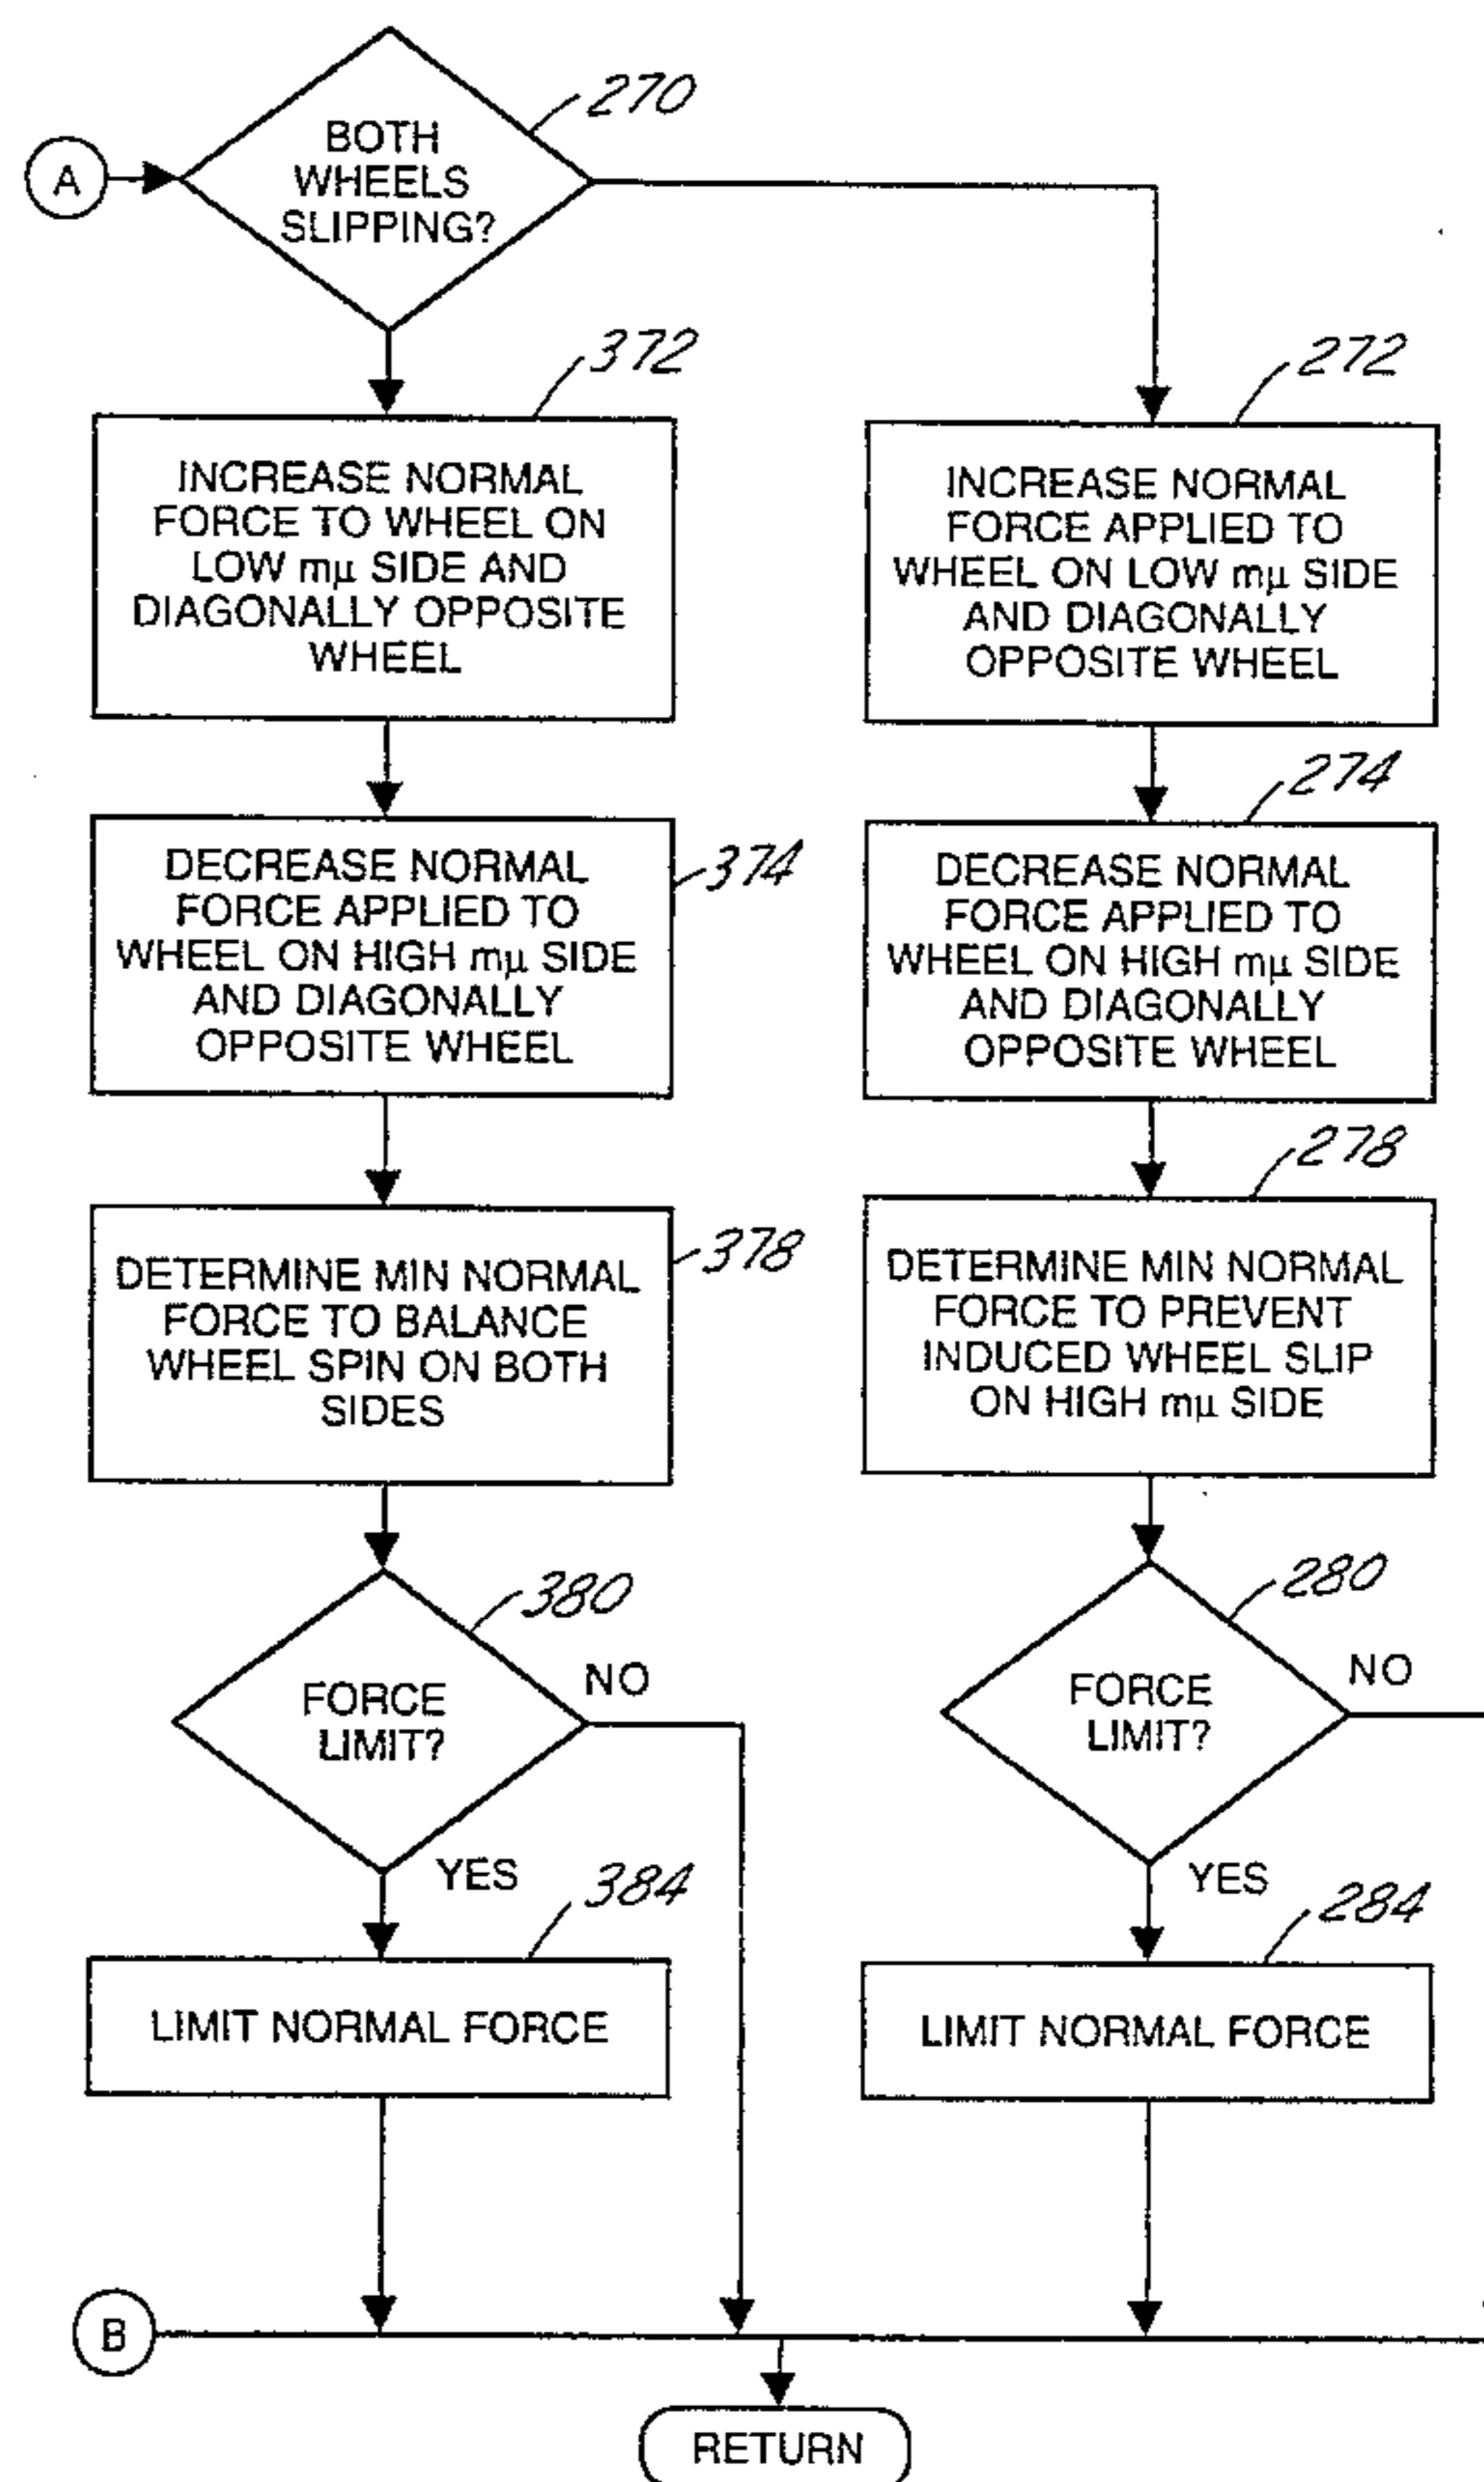 270
A
BOTH
WHEELS
SLIPPING?
372
INCREASE NORMAL
FORCE TO WHEEL ON
LOW mµ SIDE AND
DIAGONALLY OPPOSITE
WHEEL
374
DECREASE NORMAL
FORCE APPLIED TO
WHEEL ON HIGH mµ SIDE
AND DIAGONALLY
OPPOSITE WHEEL
378
DETERMINE MIN NORMAL
FORCE TO BALANCE
WHEEL SPIN ON BOTH
SIDES
380
FORCE
LIMIT?
NO
YES
384
LIMIT NORMAL FORCE
272
INCREASE NORMAL
FORCE APPLIED TO
WHEEL ON LOW mµ SIDE
AND DIAGONALLY
OPPOSITE WHEEL
274
DECREASE NORMAL
FORCE APPLIED TO
WHEEL ON HIGH mµ SIDE
AND DIAGONALLY
OPPOSITE WHEEL
278
DETERMINE MIN NORMAL
FORCE TO PREVENT
INDUCED WHEEL SLIP
ON HIGH mµ SIDE
280
FORCE
LIMIT?
NO
YES
284
LIMIT NORMAL FORCE
B
RETURN